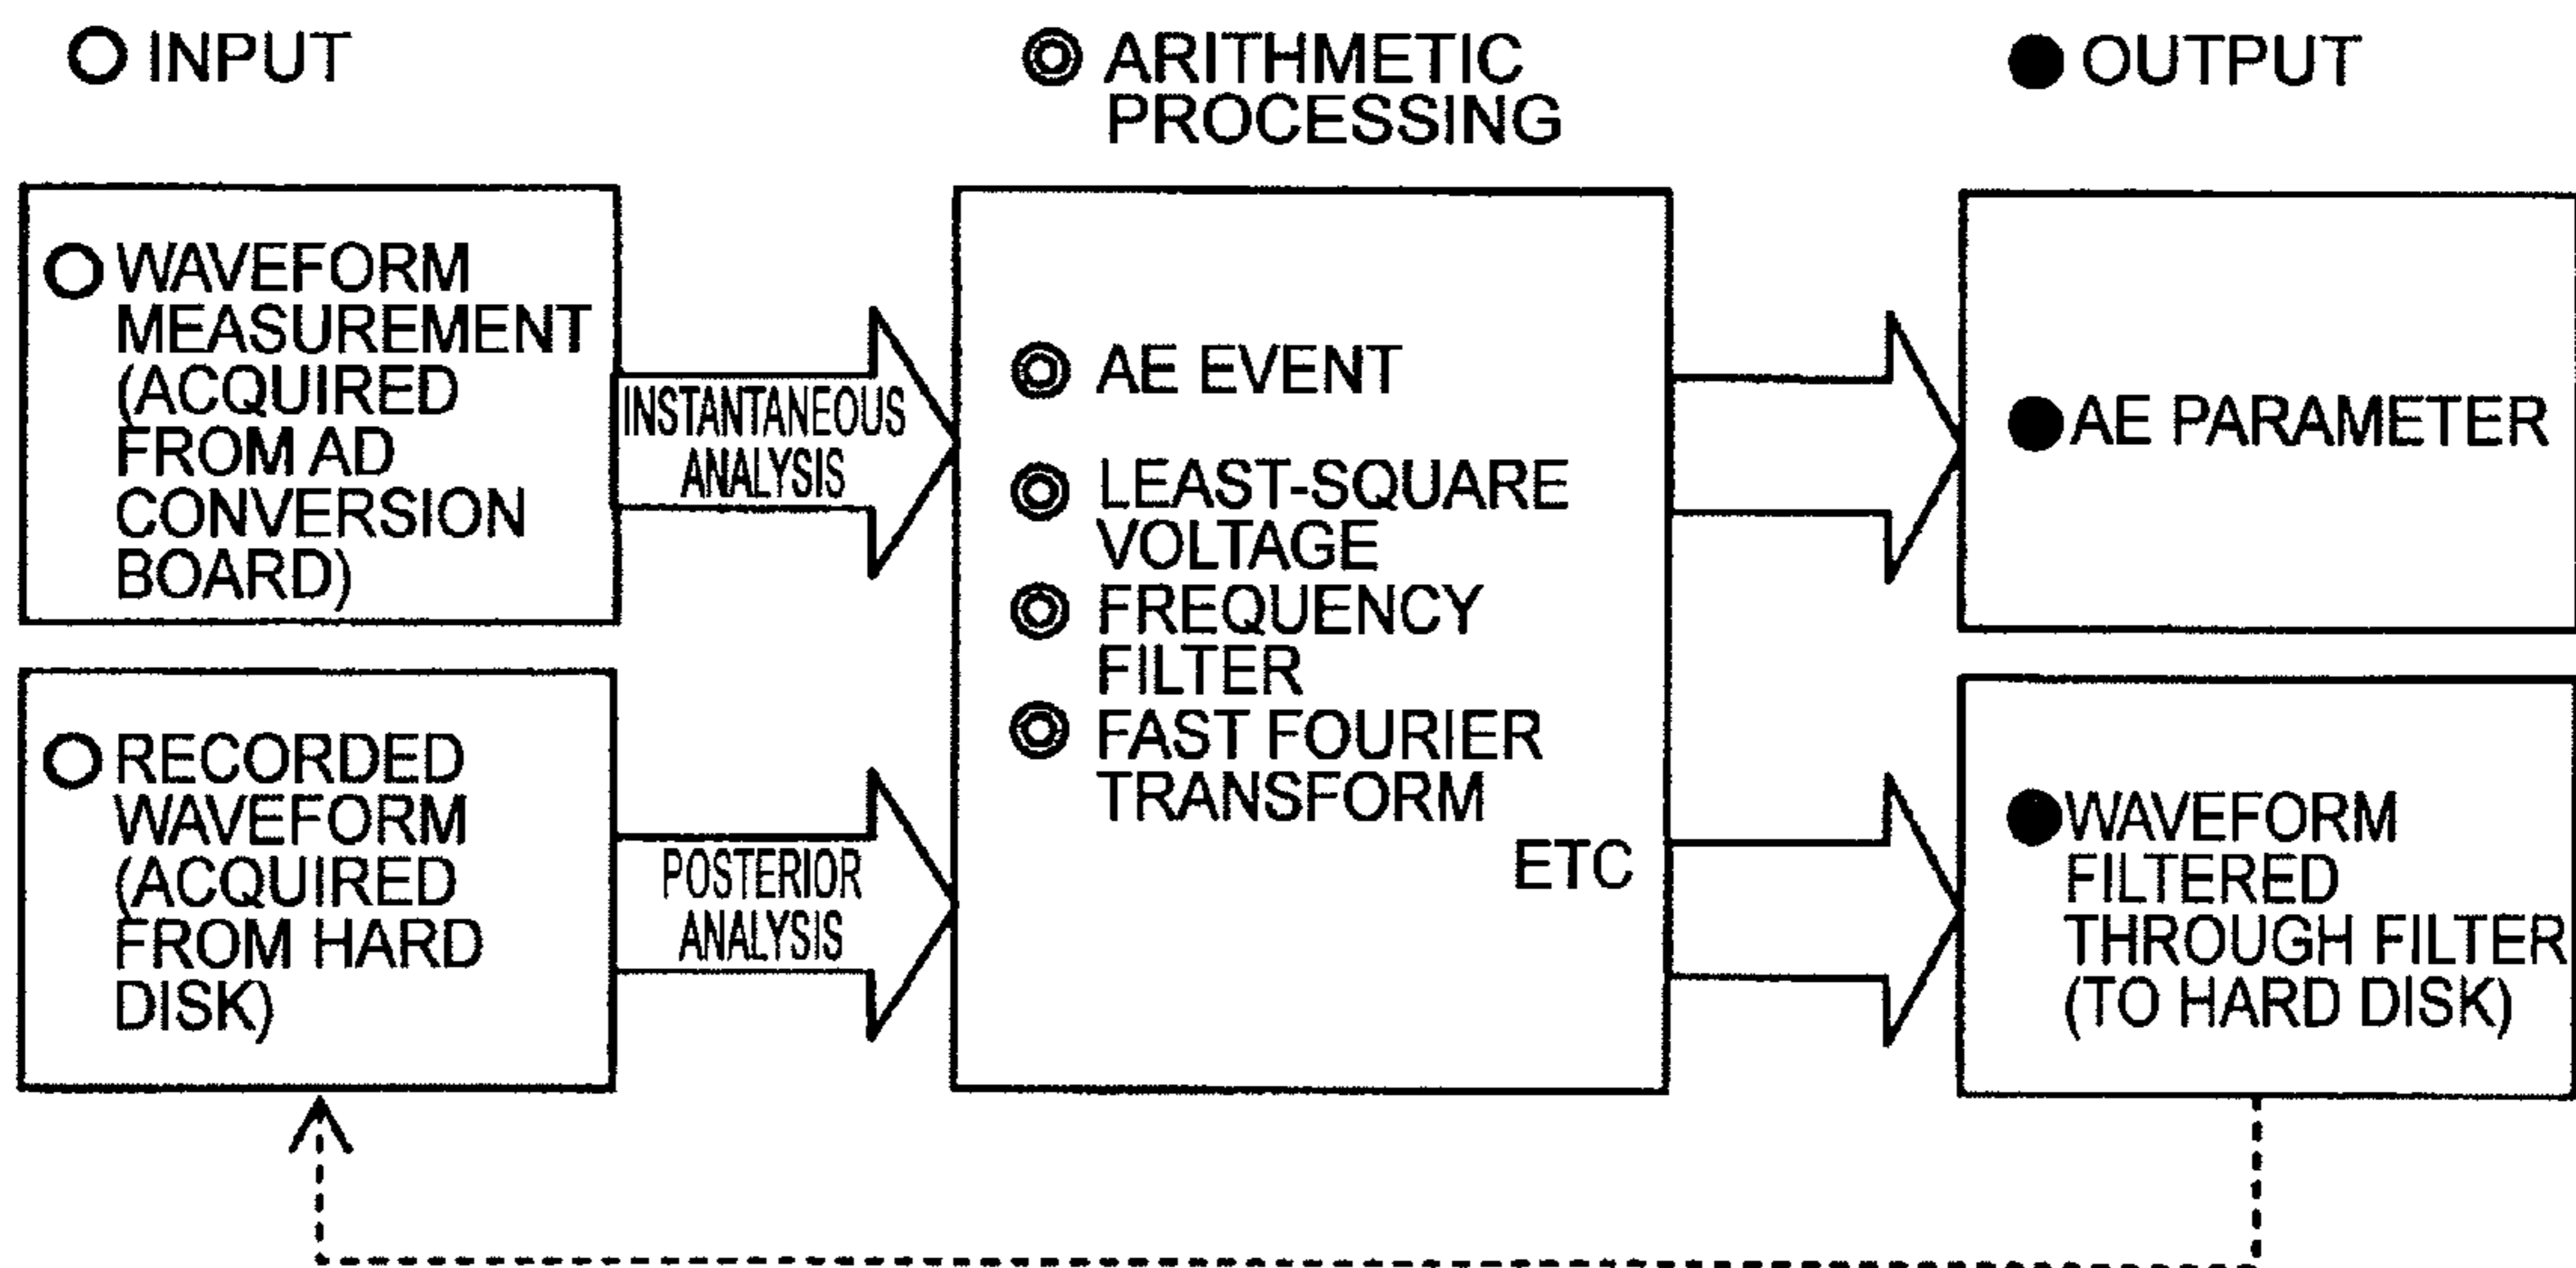 INPUT
ARITHMETIC
PROCESSING
OUTPUT
WAVEFORM
MEASUREMENT
(ACQUIRED
FROM AD
CONVERSION
BOARD)
INSTANTANEOUS
ANALYSIS
RECORDED
WAVEFORM
(ACQUIRED
FROM HARD
DISK)
POSTERIOR
ANALYSIS
AE EVENT
LEAST-SQUARE
VOLTAGE
FREQUENCY
FILTER
FAST FOURIER
TRANSFORM
ETC
AE PARAMETER
WAVEFORM
FILTERED
THROUGH FILTER
(TO HARD DISK)